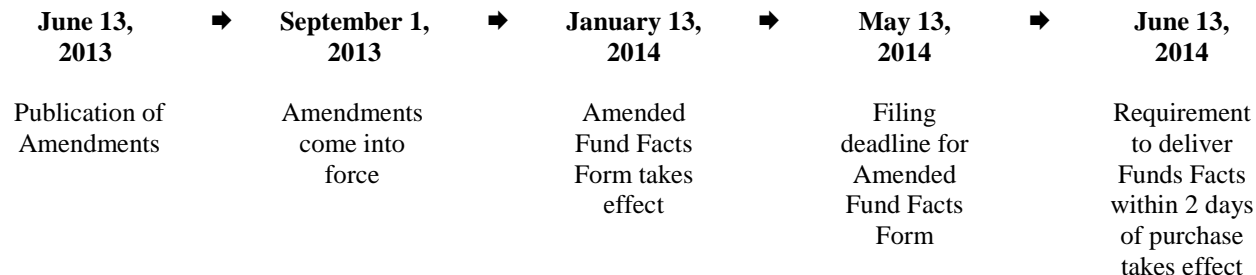 June 13, 2013 ➨ September 1, 2013 ➨ January 13, 2014 ➨ May 13, 2014 ➨ June 13, 2014
Publication of
Amendments
Amendments
come into
force
Amended
Fund Facts
Form takes
effect
Filing
deadline for
Amended
Fund Facts
Form
Requirement
to deliver
Funds Facts
within 2 days
of purchase
takes effect